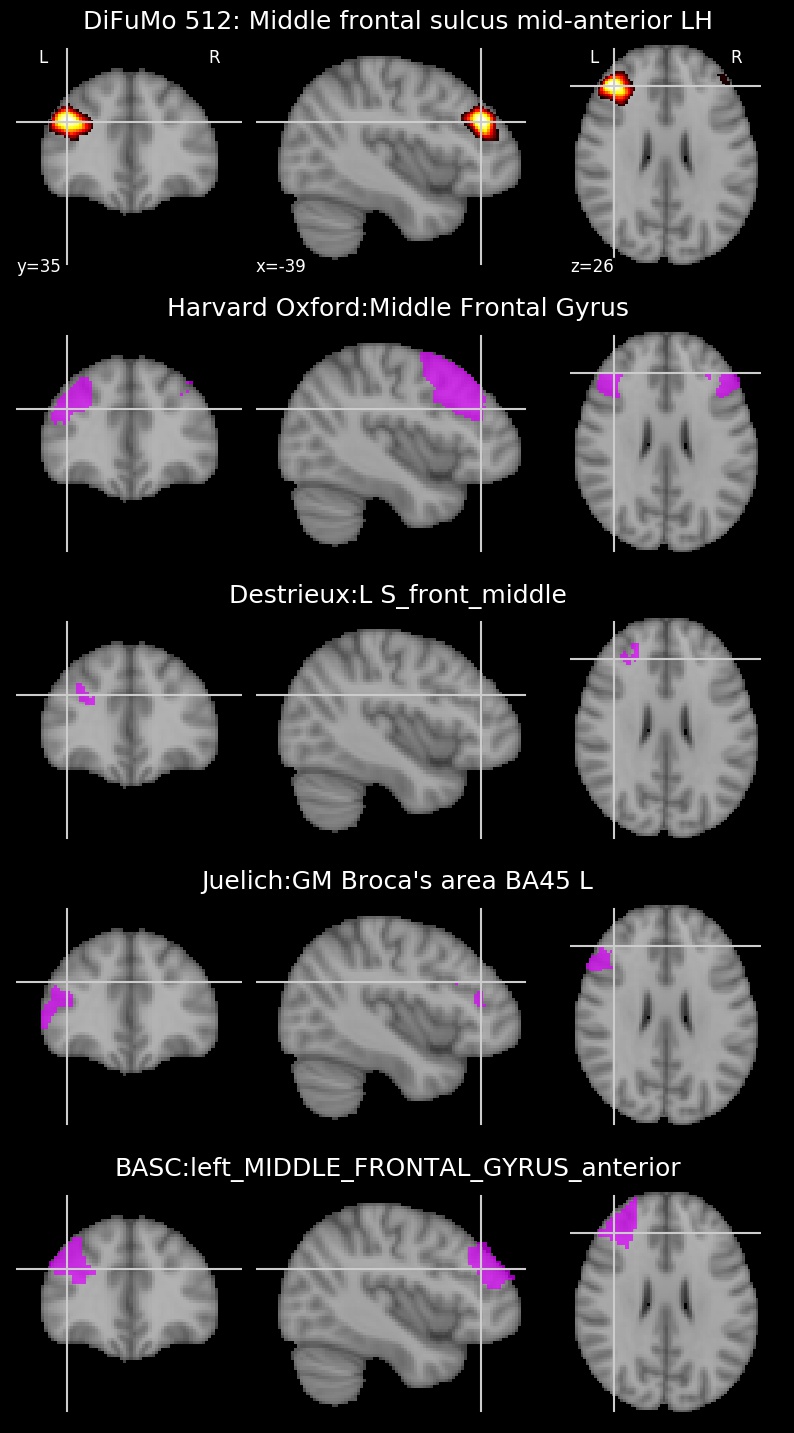 DiFuMo 512: Middle frontal sulcus mid-anterior LH
L R L R
y=35 x=-39 z=26
Harvard Oxford:Middle Frontal Gyrus
Destrieux:L S_front_middle
Juelich:GM Broca's area BA45 L
BASC:left_MIDDLE_FRONTAL_GYRUS_anterior